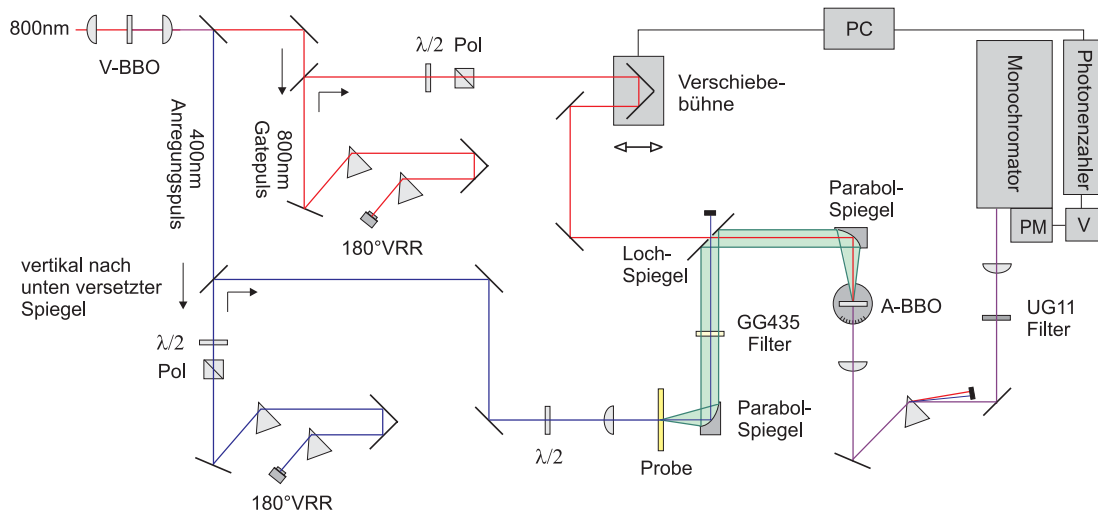 800nm
V-BBO
λ/2
Pol
PC
Verschiebe-
bühne
Monochromator
Photonenzahler
PM
V
400nm
Anregungspuls
800nm
Gatepuls
180°VRR
Parabol-
Spiegel
Loch-
Spiegel
vertikal nach
unten versetzter
Spiegel
A-BBO
UG11
Filter
GG435
Filter
λ/2
Pol
Parabol-
Spiegel
λ/2
Probe
180°VRR